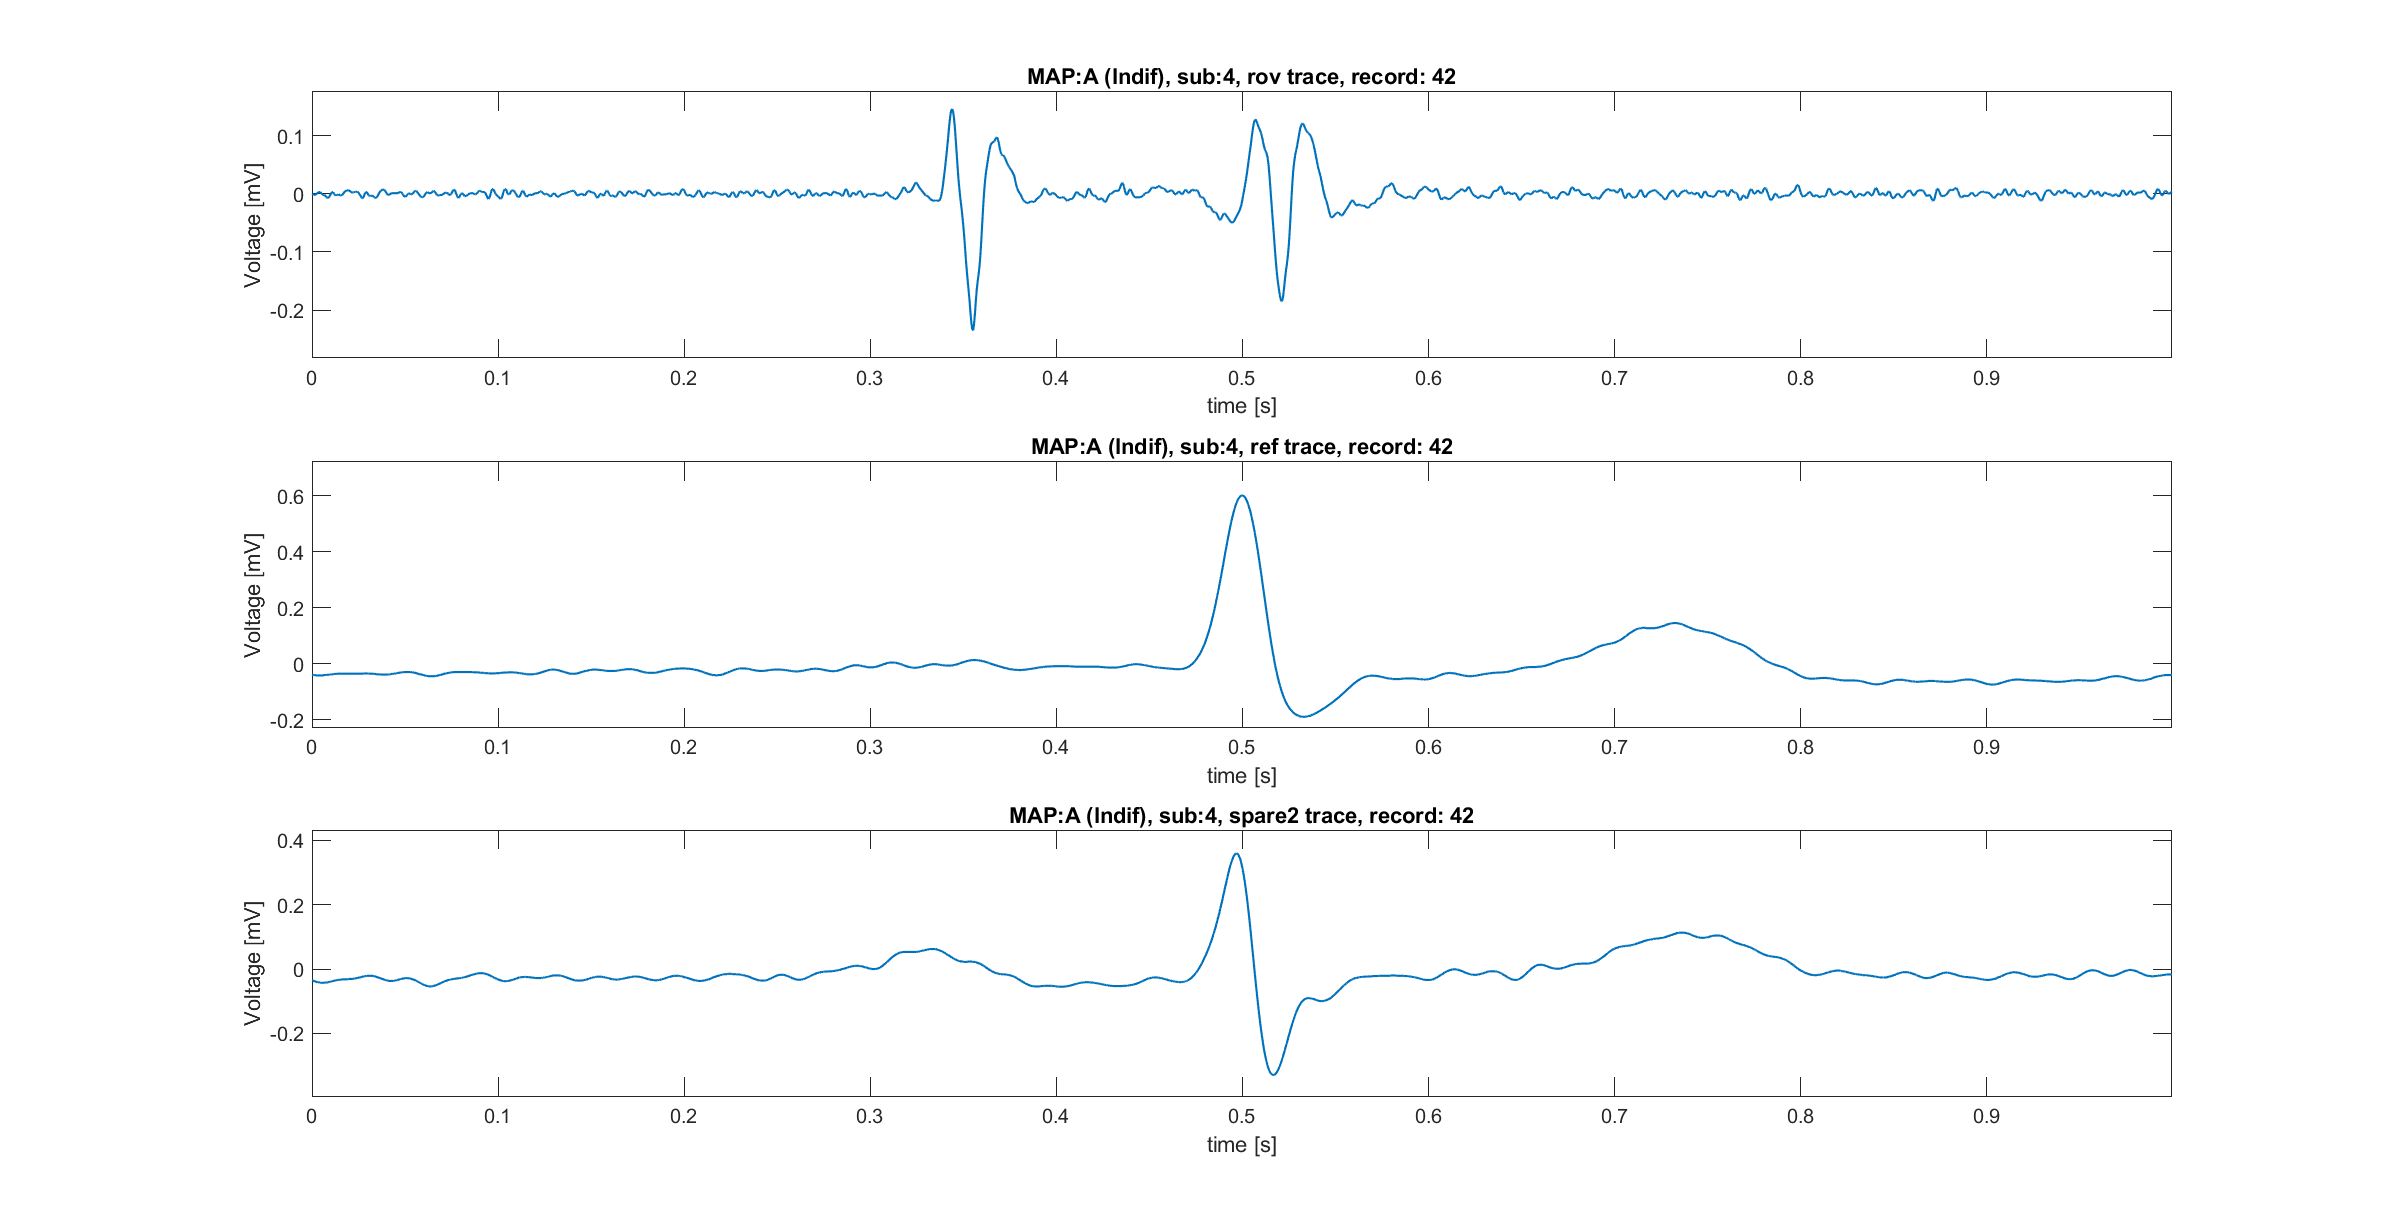 MAP:A (Indif), sub:4, rov trace, record: 42
Voltage [mV]
0.1
0
-0.1
-0.2
0 0.1 0.2 0.3 0.4 0.5 0.6 0.7 0.8 0.9
time [s]
MAP:A (Indif), sub:4, ref trace, record: 42
Voltage [mV]
0.6
0.4
0.2
0
-0.2
0 0.1 0.2 0.3 0.4 0.5 0.6 0.7 0.8 0.9
time [s]
MAP:A (Indif), sub:4, spare2 trace, record: 42
Voltage [mV]
0.4
0.2
0
-0.2
0 0.1 0.2 0.3 0.4 0.5 0.6 0.7 0.8 0.9
time [s]